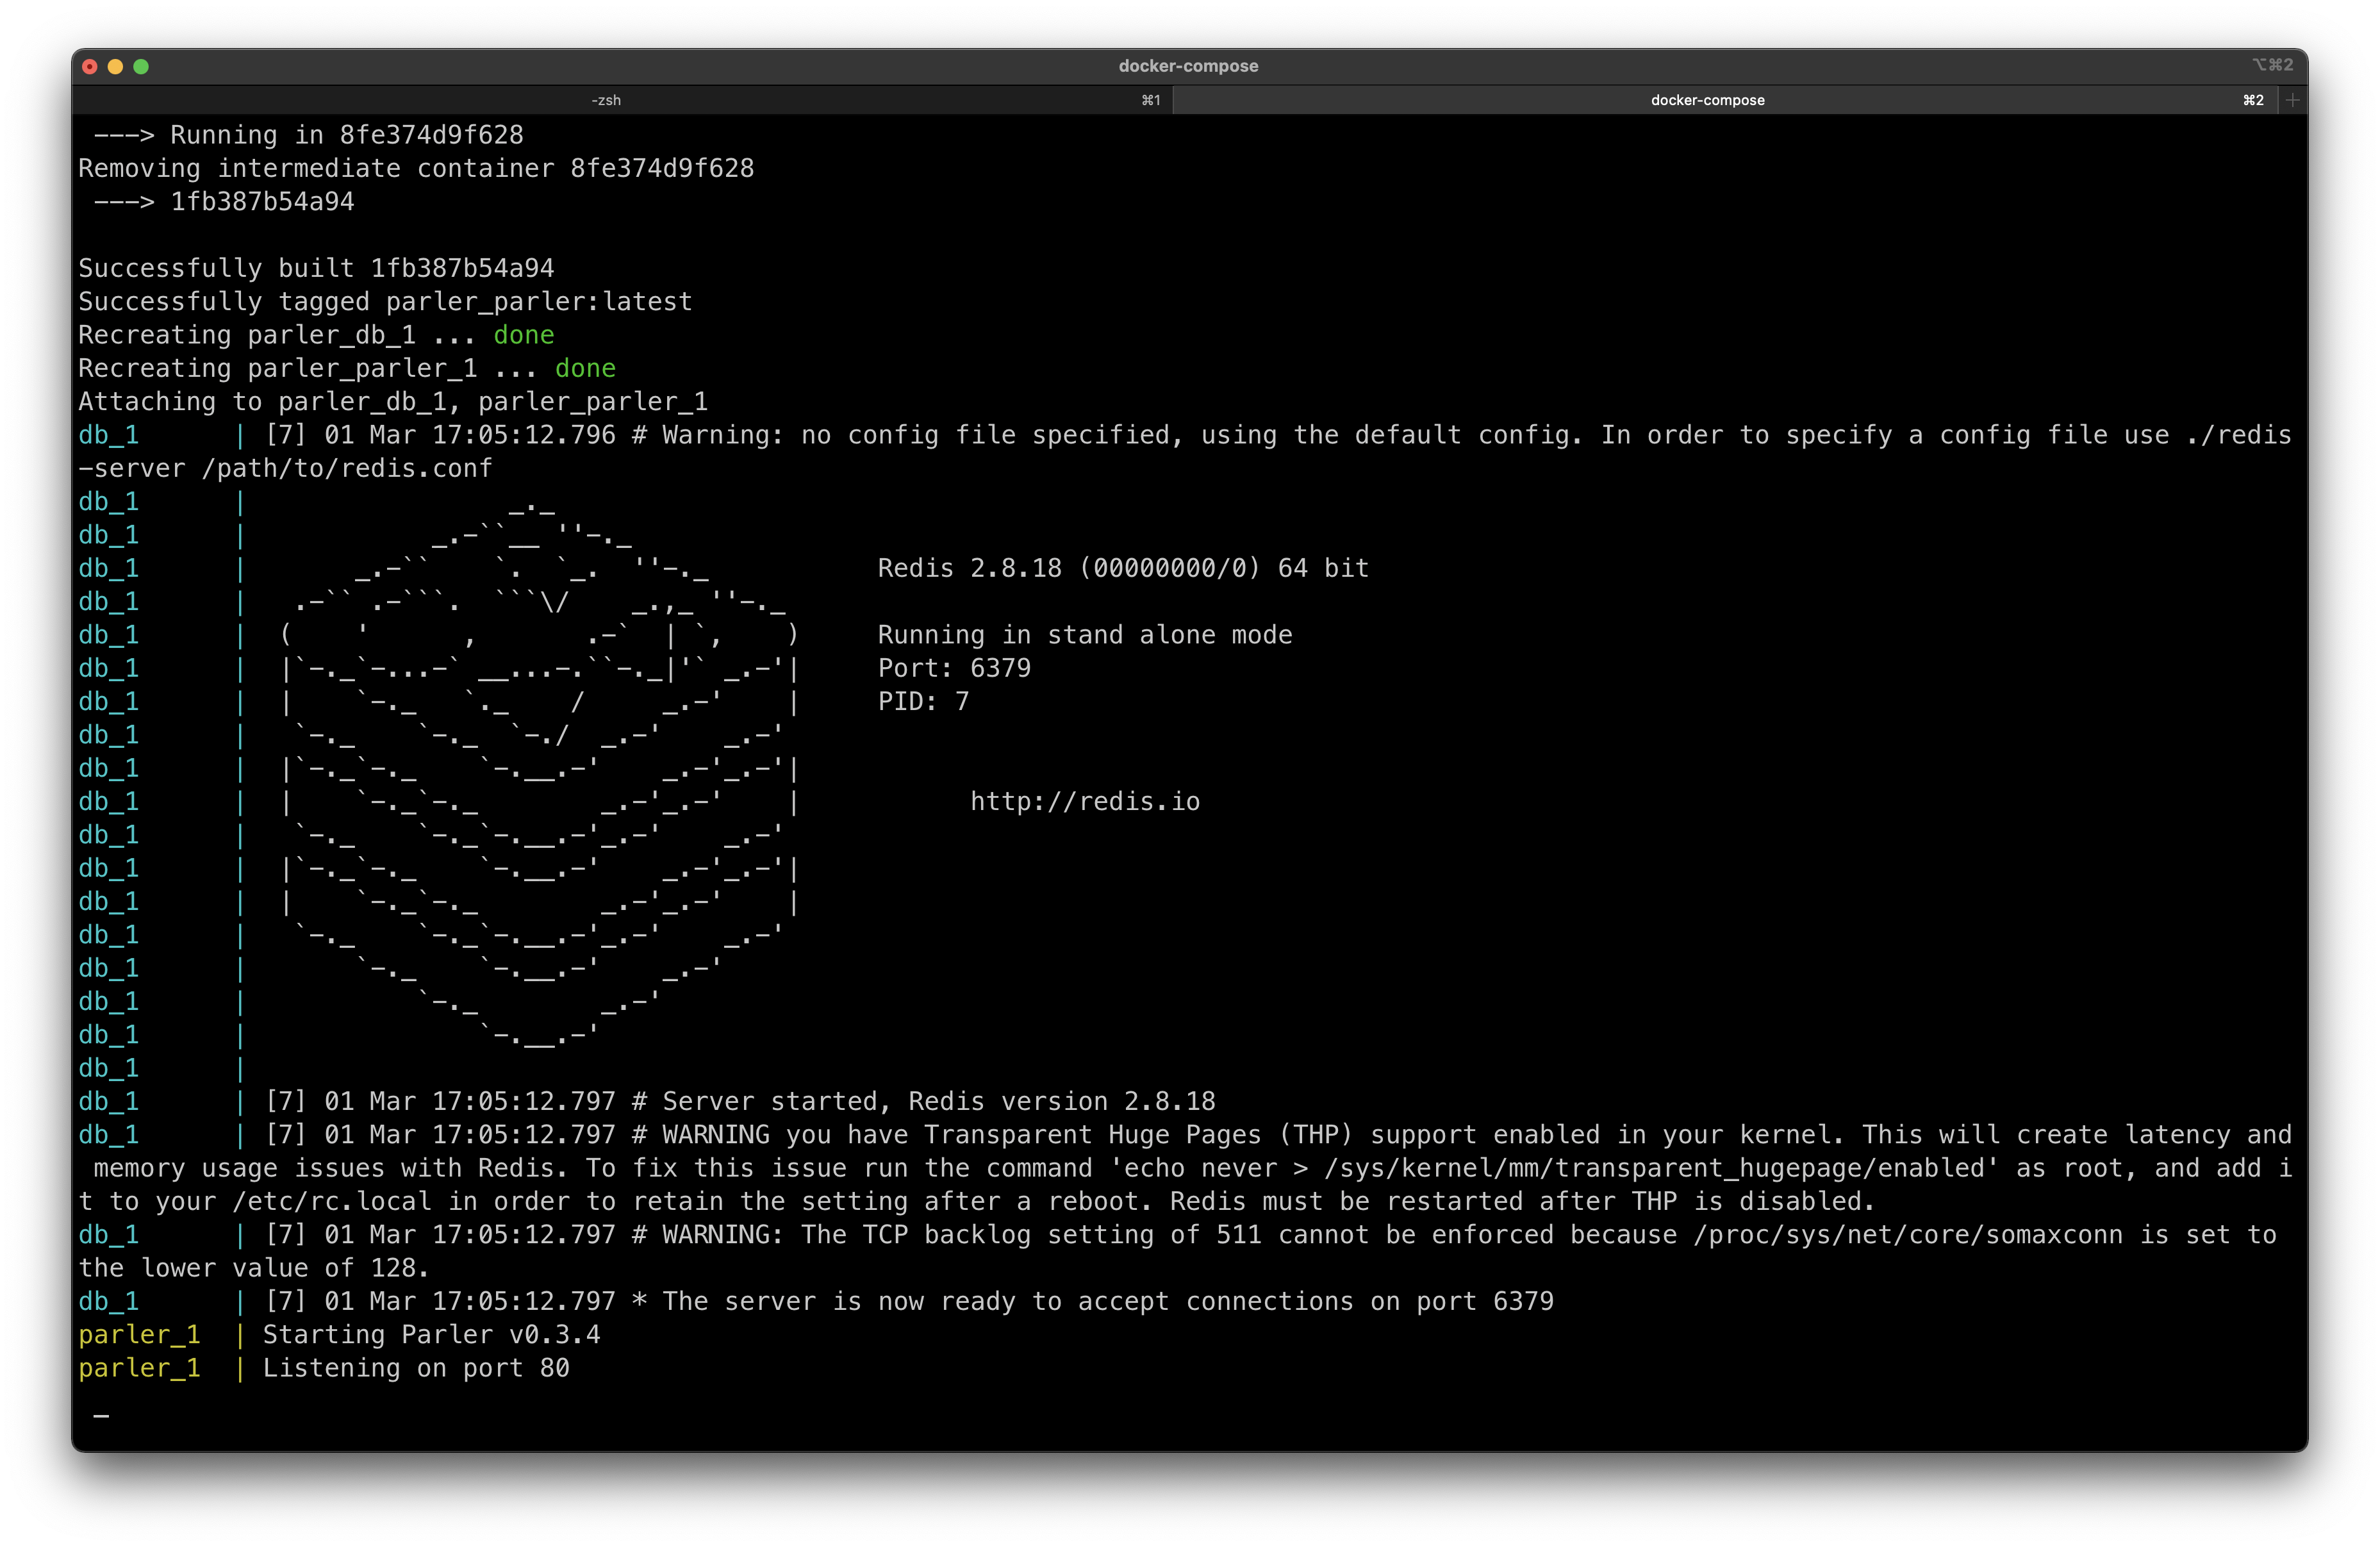 docker-compose
⌥⌘2
-zsh
⌘1
docker-compose
⌘2
---> Running in 8fe374d9f628
Removing intermediate container 8fe374d9f628
---> 1fb387b54a94
Successfully built 1fb387b54a94
Successfully tagged parler_parler:latest
Recreating parler_db_1 ... done
Recreating parler_parler_1 ... done
Attaching to parler_db_1, parler_parler_1
db_1      | [7] 01 Mar 17:05:12.796 # Warning: no config file specified, using the default config. In order to specify a config file use ./redis
-server /path/to/redis.conf
db_1      |                  _._
db_1      |             _.-``__ ''-._
db_1      |        _.-``    `.  `_.  ''-._           Redis 2.8.18 (00000000/0) 64 bit
db_1      |    .-`` .-```.  ```\/    _.,_ ''-._
db_1      |   (    '      ,       .-`  | `,    )     Running in stand alone mode
db_1      |   |`-._`-...-` __...-.``-._|'` _.-'|     Port: 6379
db_1      |   |    `-._   `._    /     _.-'    |     PID: 7
db_1      |    `-._    `-._  `-./  _.-'    _.-'
db_1      |   |`-._`-._    `-.__.-'    _.-'_.-'|
db_1      |   |    `-._`-._        _.-'_.-'    |           http://redis.io
db_1      |    `-._    `-._`-.__.-'_.-'    _.-'
db_1      |   |`-._`-._    `-.__.-'    _.-'_.-'|
db_1      |   |    `-._`-._        _.-'_.-'    |
db_1      |    `-._    `-._`-.__.-'_.-'    _.-'
db_1      |        `-._    `-.__.-'    _.-'
db_1      |            `-._        _.-'
db_1      |                `-.__.-'
db_1      |
db_1      | [7] 01 Mar 17:05:12.797 # Server started, Redis version 2.8.18
db_1      | [7] 01 Mar 17:05:12.797 # WARNING you have Transparent Huge Pages (THP) support enabled in your kernel. This will create latency and
 memory usage issues with Redis. To fix this issue run the command 'echo never > /sys/kernel/mm/transparent_hugepage/enabled' as root, and add i
t to your /etc/rc.local in order to retain the setting after a reboot. Redis must be restarted after THP is disabled.
db_1      | [7] 01 Mar 17:05:12.797 # WARNING: The TCP backlog setting of 511 cannot be enforced because /proc/sys/net/core/somaxconn is set to
the lower value of 128.
db_1      | [7] 01 Mar 17:05:12.797 * The server is now ready to accept connections on port 6379
parler_1  | Starting Parler v0.3.4
parler_1  | Listening on port 80